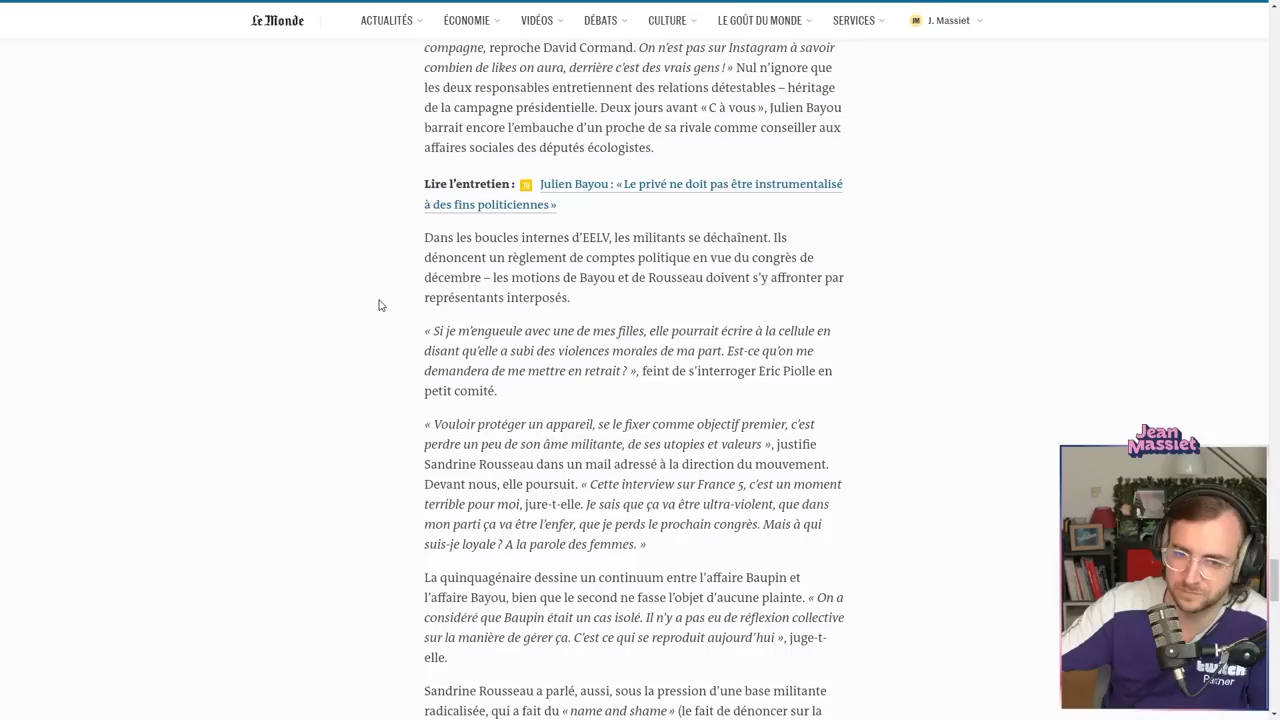 Le Monde
ACTUALITÉS
ÉCONOMIE
VIDÉOS
DÉBATS
CULTURE
LE GOÛT DU MONDE
SERVICES
JM
J. Massiet
compagne, reproche David Cormand. On n’est pas sur Instagram à savoir
combien de likes on aura, derrière c’est des vrais gens ! » Nul n’ignore que
les deux responsables entretiennent des relations détestables – héritage
de la campagne présidentielle. Deux jours avant « C à vous », Julien Bayou
barrait encore l’embauche d’un proche de sa rivale comme conseiller aux
affaires sociales des députés écologistes.
Lire l’entretien : Julien Bayou : « Le privé ne doit pas être instrumentalisé
à des fins politiciennes »
Dans les boucles internes d’EELV, les militants se déchaînent. Ils
dénoncent un règlement de comptes politique en vue du congrès de
décembre – les motions de Bayou et de Rousseau doivent s’y affronter par
représentants interposés.
« Si je m’engueule avec une de mes filles, elle pourrait écrire à la cellule en
disant qu’elle a subi des violences morales de ma part. Est-ce qu’on me
demandera de me mettre en retrait ? », feint de s’interroger Eric Piolle en
petit comité.
« Vouloir protéger un appareil, se le fixer comme objectif premier, c’est
perdre un peu de son âme militante, de ses utopies et valeurs », justifie
Sandrine Rousseau dans un mail adressé à la direction du mouvement.
Devant nous, elle poursuit. « Cette interview sur France 5, c’est un moment
terrible pour moi, jure-t-elle. Je sais que ça va être ultra-violent, que dans
mon parti ça va être l’enfer, que je perds le prochain congrès. Mais à qui
suis-je loyale ? A la parole des femmes. »
La quinquagénaire dessine un continuum entre l’affaire Baupin et
l’affaire Bayou, bien que le second ne fasse l’objet d’aucune plainte. « On a
considéré que Baupin était un cas isolé. Il n’y a pas eu de réflexion collective
sur la manière de gérer ça. C’est ce qui se reproduit aujourd’hui », juge-t-
elle.
Sandrine Rousseau a parlé, aussi, sous la pression d’une base militante
radicalisée, qui a fait du « name and shame » (le fait de dénoncer sur la
Jean
Massiet
twitch
Partner